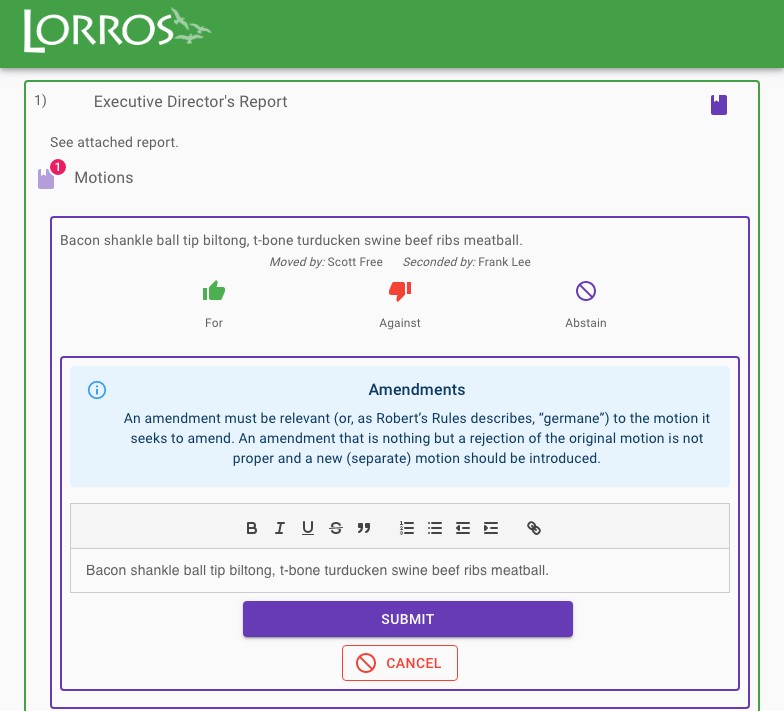 LORROS
1) Executive Director's Report
See attached report.
1
Motions
Bacon shankle ball tip biltong, t-bone turducken swine beef ribs meatball.
Moved by: Scott Free Seconded by: Frank Lee
For Against Abstain
Amendments
An amendment must be relevant (or, as Robert’s Rules describes, “germane”) to the motion it
seeks to amend. An amendment that is nothing but a rejection of the original motion is not
proper and a new (separate) motion should be introduced.
B I U S ”
Bacon shankle ball tip biltong, t-bone turducken swine beef ribs meatball.
SUBMIT
CANCEL